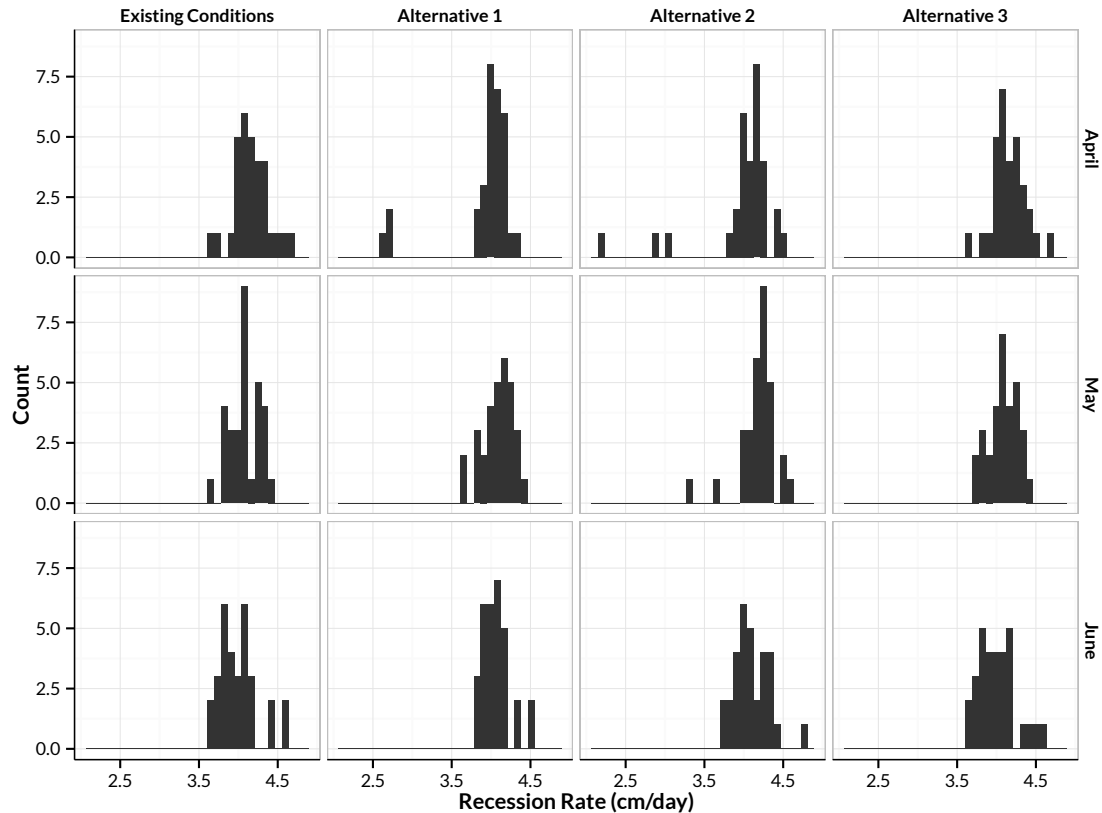 Existing Conditions Alternative 1 Alternative 2 Alternative 3
7.5
5.0
2.5
0.0
April
7.5
5.0
2.5
0.0
May
Count
7.5
5.0
2.5
0.0
June
2.5 3.5 4.5 2.5 3.5 4.5 2.5 3.5 4.5 2.5 3.5 4.5
Recession Rate (cm/day)